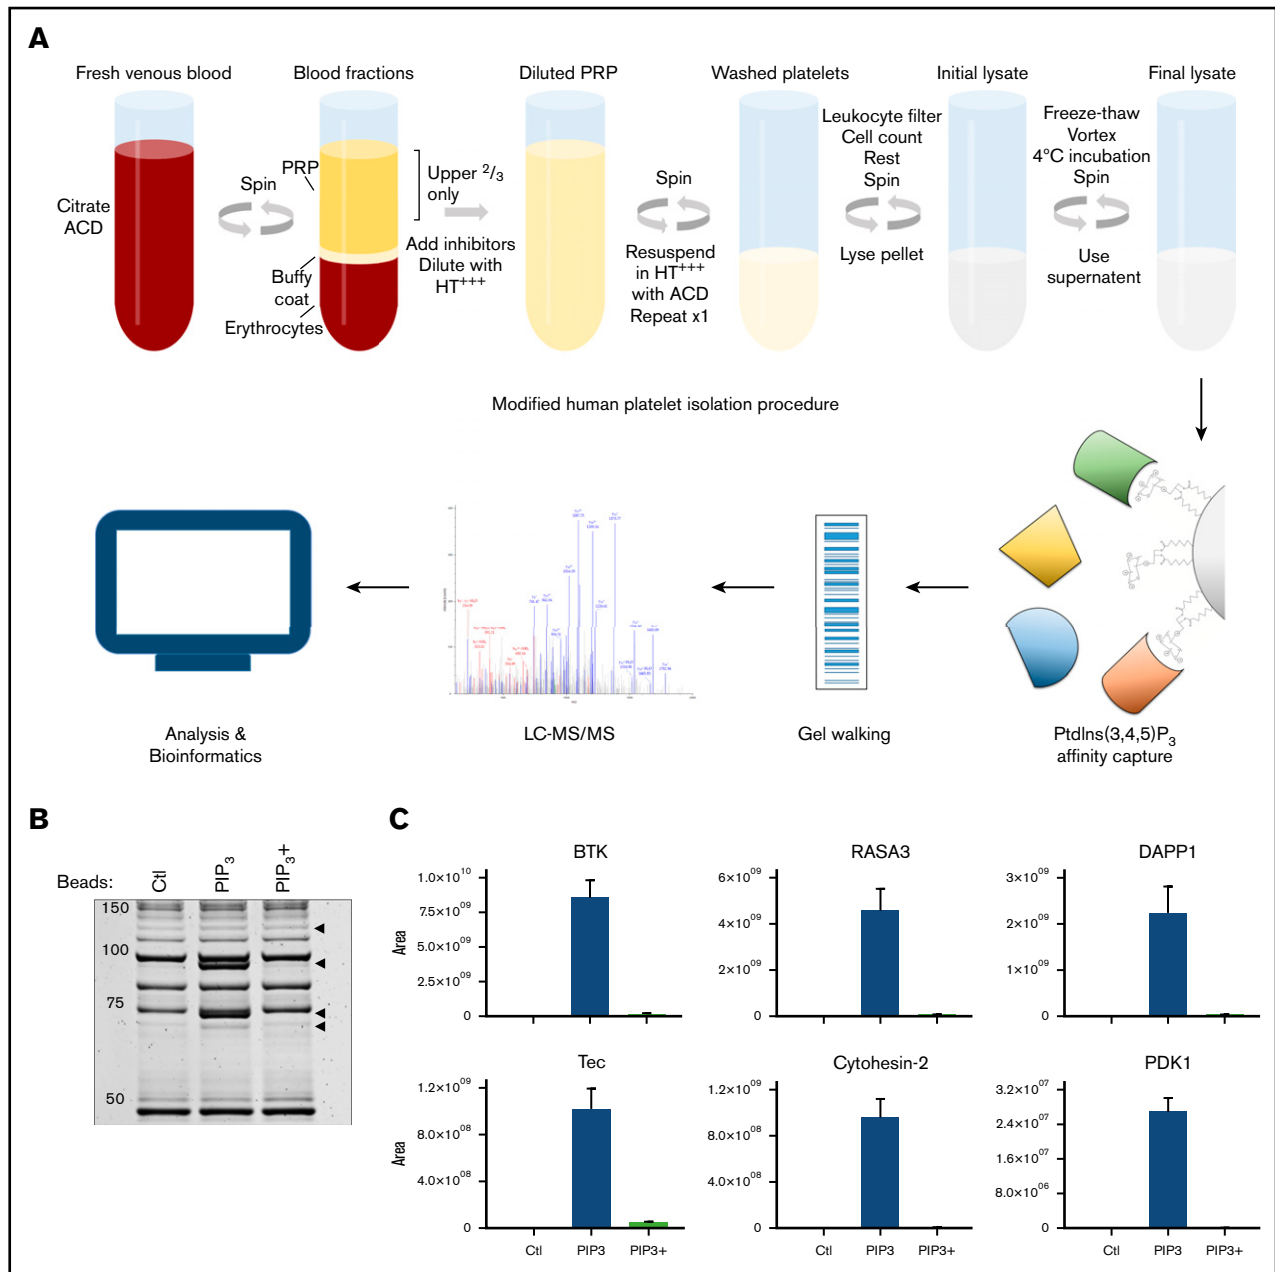 A
Fresh venous blood
Blood fractions
Diluted PRP
Washed platelets
Initial lysate
Final lysate
Citrate
ACD
Spin
PRP
Buffy
coat
Erythrocytes
Upper 2/3
only
Add inhibitors
Dilute with
HT+++
Spin
Resuspend
in HT+++
with ACD
Repeat x1
Leukocyte filter
Cell count
Rest
Spin
Lyse pellet
Freeze-thaw
Vortex
4°C incubation
Spin
Use
supernatent
Modified human platelet isolation procedure
Analysis &
Bioinformatics
LC-MS/MS
Gel walking
PtdIns(3,4,5)P3
affinity capture
B
Beads:
Ctl
PIP3
PIP3+
150
100
75
50
C
BTK
Area
1.0×10^10
7.5×10^09
5.0×10^09
2.5×10^09
0
RASA3
6×10^09
4×10^09
2×10^09
0
DAPP1
3×10^09
2×10^09
1×10^09
0
Tec
Area
1.2×10^09
8.0×10^08
4.0×10^08
0
Ctl PIP3 PIP3+
Cytohesin-2
1.2×10^09
8.0×10^08
4.0×10^08
0
Ctl PIP3 PIP3+
PDK1
3.2×10^07
2.4×10^07
1.6×10^07
8.0×10^06
0
Ctl PIP3 PIP3+